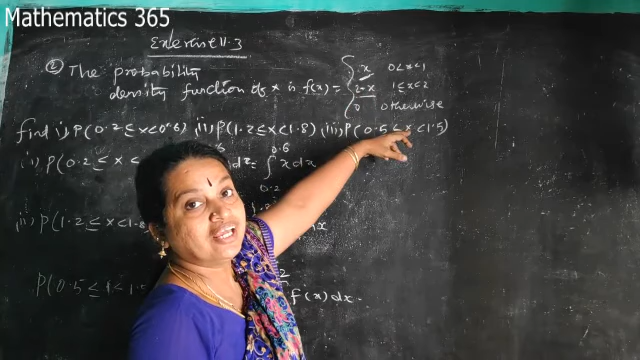 Mathematics 365
Exercise 11.3
② The probability
density function of x is f(x) = { x 0<x<1
2-x 1≤x<2
0 otherwise
find i) P(0.2≤x<0.6) ii) P(1.2≤x<1.8) iii) P(0.5≤x<1.5)
i) P(0.2≤x< = ∫ 0.6 x dx
0.2
ii) P(1.2≤x<1.8
P(0.5≤x<1.5
f(x)dx.